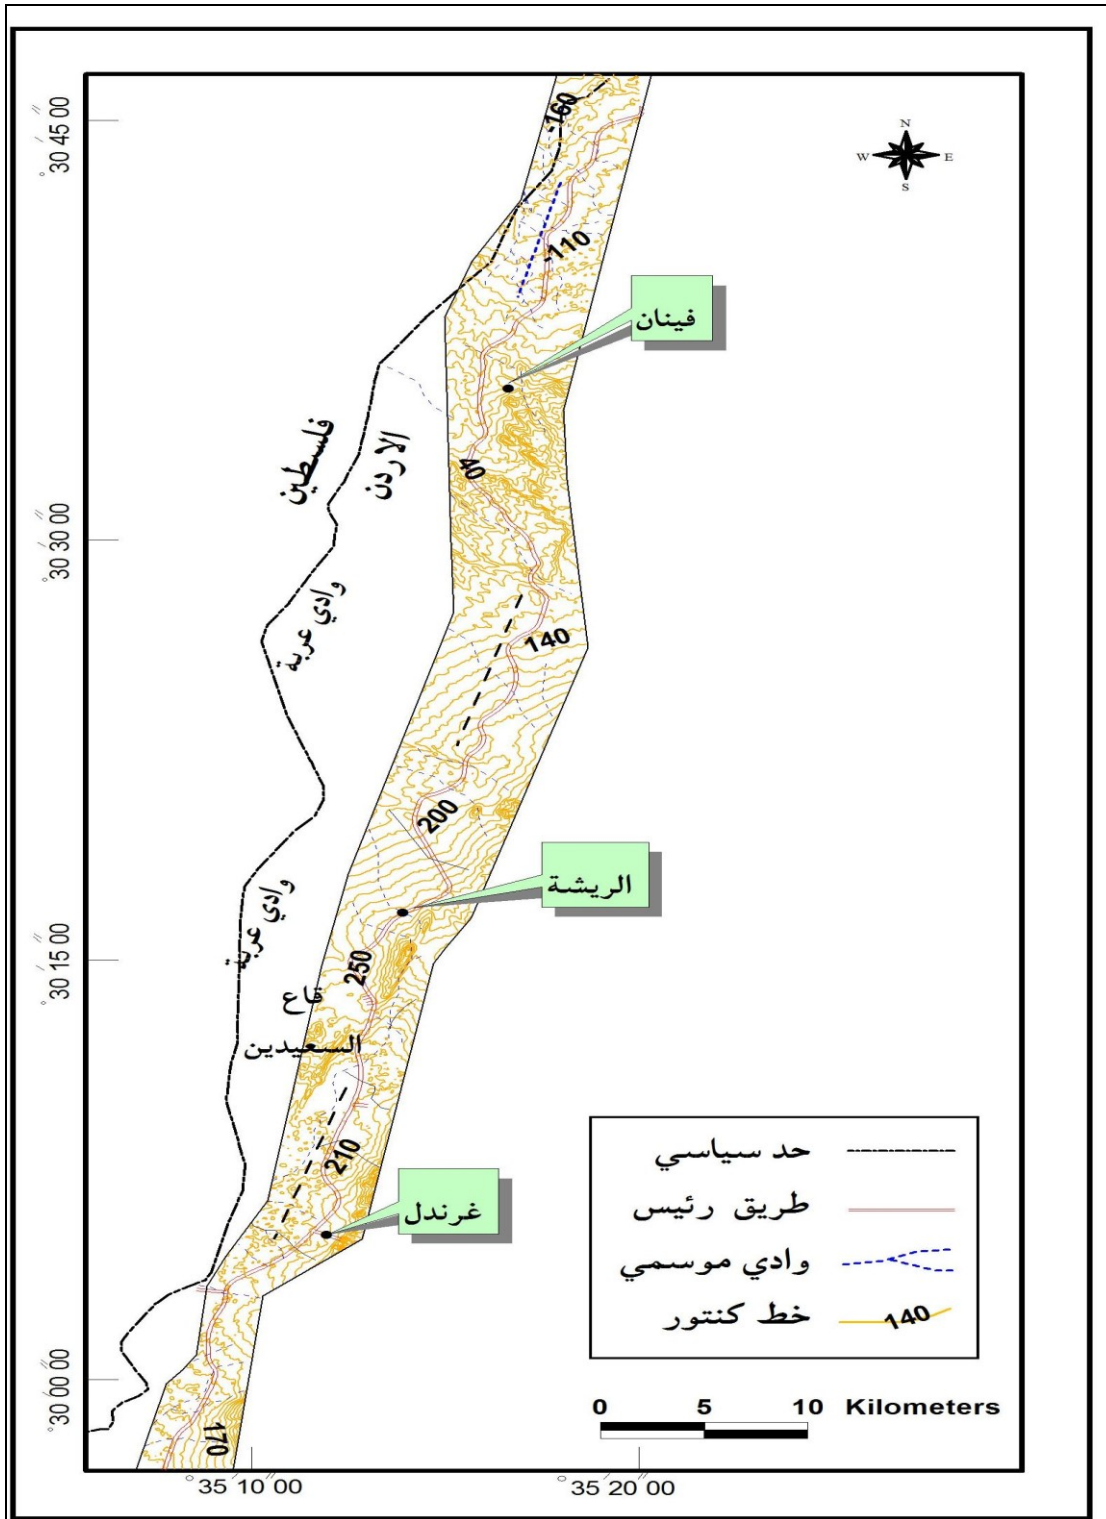 N
W E
S
° 30 45 00
-160
-110
فينان
فلسطين
الاردن
40
° 30 30 00
وادي عربة
140
200
الريشة
وادي عربة
250
° 30 15 00
قاع
السعيدين
210
غرندل
حد سياسي
طريق رئيس
وادي موسمي
خط كنتور
140
0 5 10 Kilometers
° 30 00 00
170
° 35 10 00
° 35 20 00